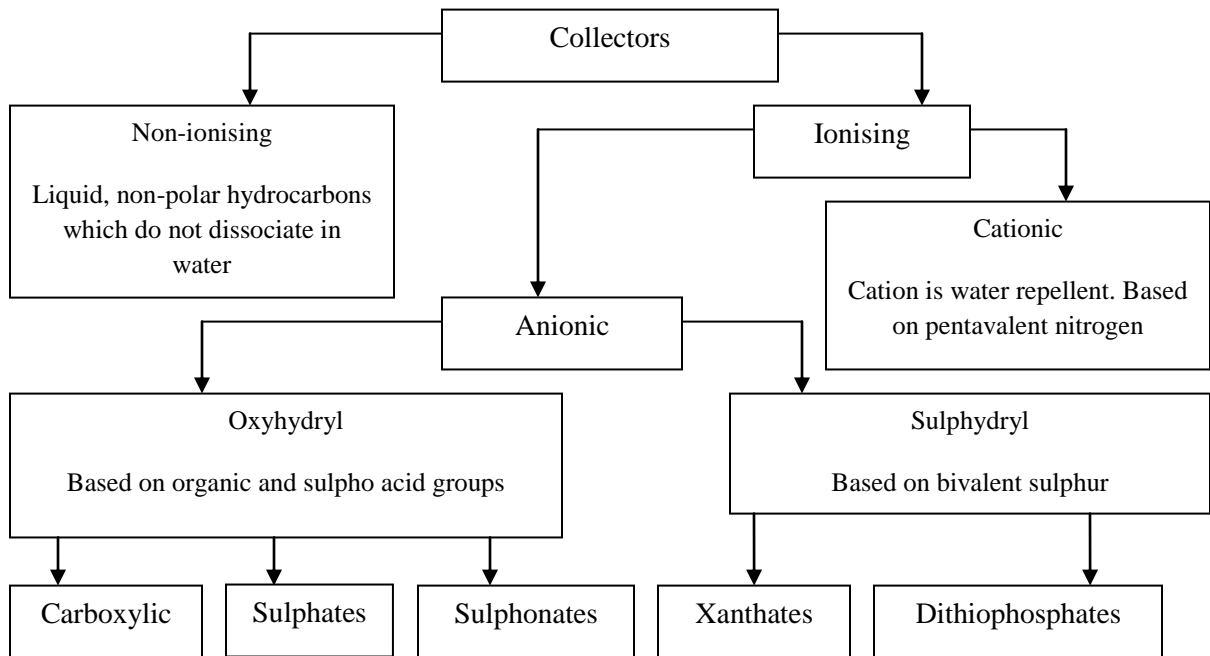 Collectors
Non-ionising
Liquid, non-polar hydrocarbons
which do not dissociate in
water
Ionising
Cationic
Cation is water repellent. Based
on pentavalent nitrogen
Anionic
Oxyhydryl
Based on organic and sulpho acid groups
Sulphydryl
Based on bivalent sulphur
Carboxylic
Sulphates
Sulphonates
Xanthates
Dithiophosphates